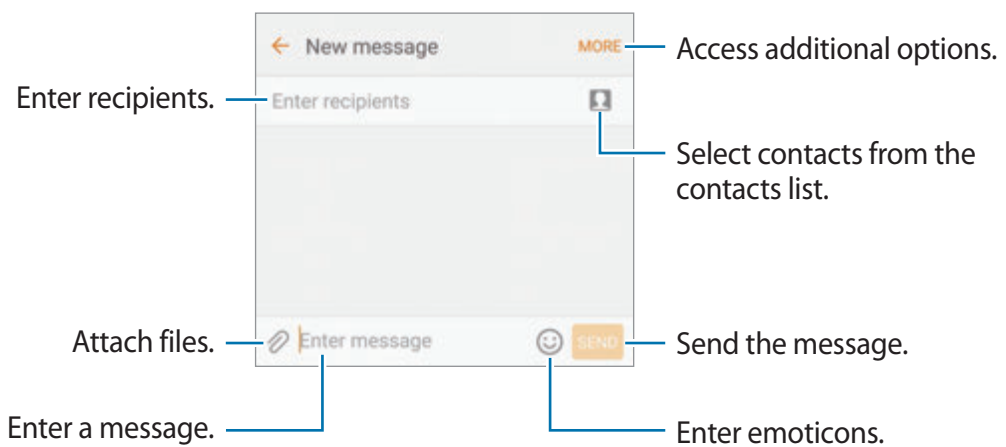 ← New message MORE
Access additional options.
Enter recipients.
Enter recipients
Select contacts from the
contacts list.
Attach files.
Enter message
SEND
Send the message.
Enter a message.
Enter emoticons.